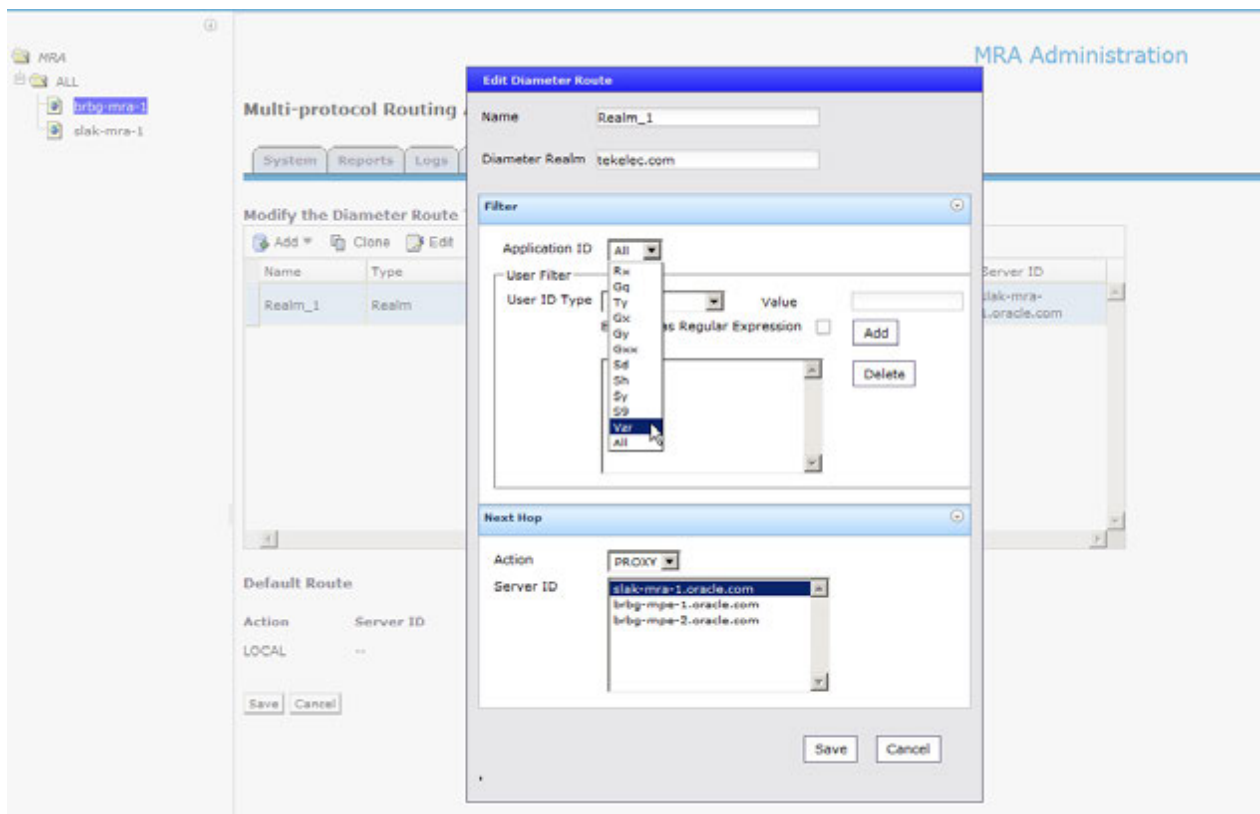 MRA Administration
MRA
ALL
brbg-mra-1
slak-mra-1
Multi-protocol Routing
System Reports Logs
Modify the Diameter Route
Add Clone Edit
Name Type Server ID
Realm_1 Realm slak-mra-1.oracle.com
Default Route
Action Server ID
LOCAL --
Save Cancel
Edit Diameter Route
Name Realm_1
Diameter Realm tekelec.com
Filter
Application ID All
Rx
Gq
Ty
Gx
Gy
Gxx
Sd
Sh
Sy
S9
Vzr
All
User Filter
User ID Type Value
as Regular Expression
Add
Delete
Next Hop
Action PROXY
Server ID
slak-mra-1.oracle.com
brbg-mpe-1.oracle.com
brbg-mpe-2.oracle.com
Save Cancel